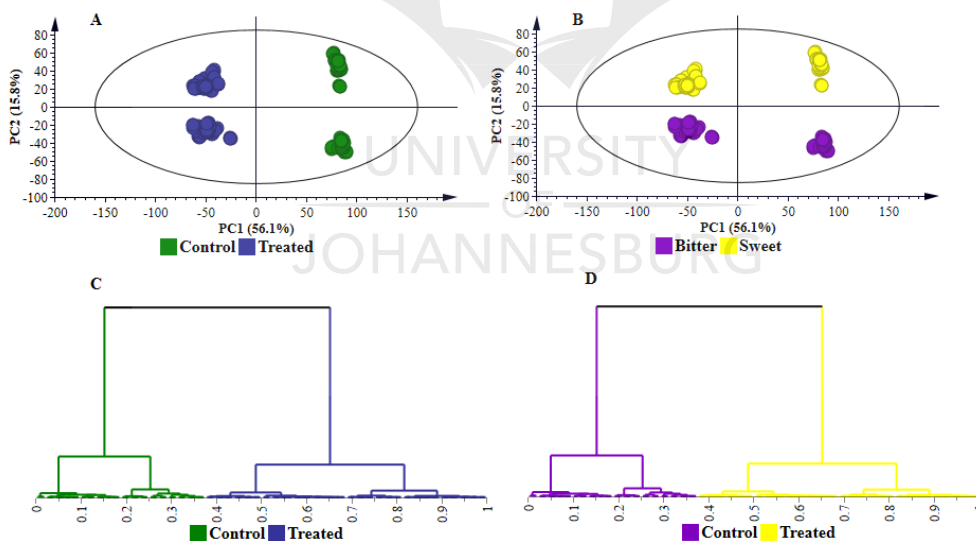 A
B
80
60
40
20
0
-20
-40
-60
-80
-100
PC2 (15.8%)
-200 -150 -100 -50 0 50 100 150
PC1 (56.1%)
Control Treated
80
60
40
20
0
-20
-40
-60
-80
-100
PC2 (15.8%)
-200 -150 -100 -50 0 50 100 150
PC1 (56.1%)
Bitter Sweet
UNIVERSITY
OF
JOHANNESBURG
C
D
0 0.1 0.2 0.3 0.4 0.5 0.6 0.7 0.8 0.9 1
Control Treated
0 0.1 0.2 0.3 0.4 0.5 0.6 0.7 0.8 0.9 1
Control Treated